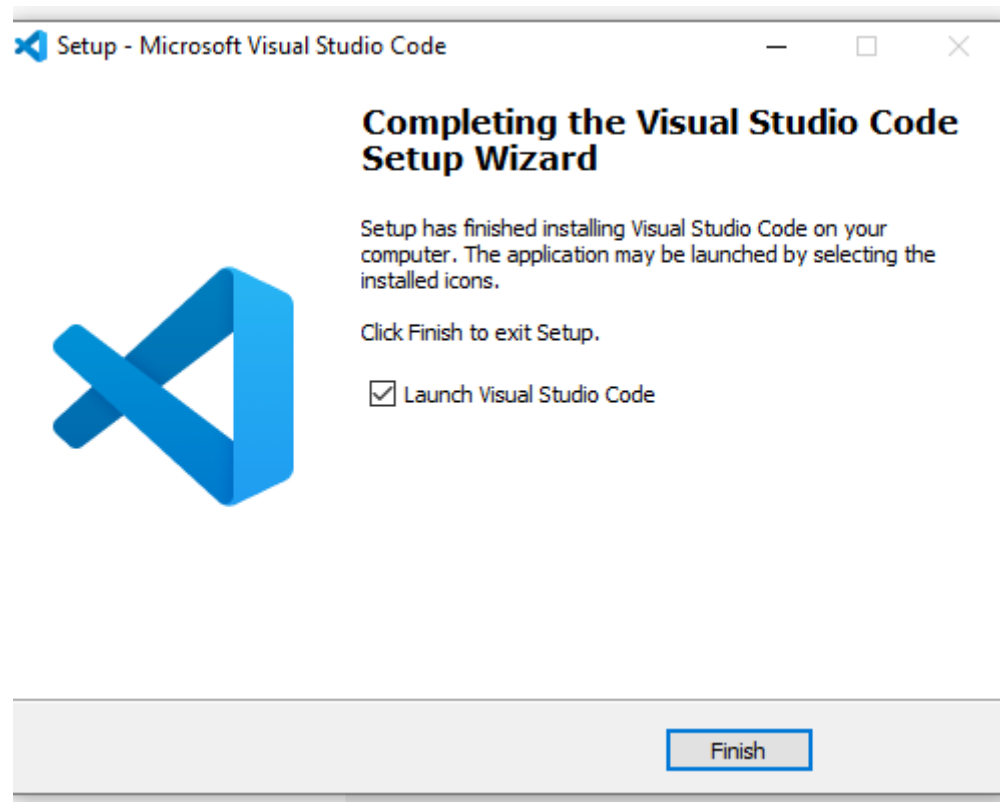 Setup - Microsoft Visual Studio Code
Completing the Visual Studio Code
Setup Wizard
Setup has finished installing Visual Studio Code on your
computer. The application may be launched by selecting the
installed icons.
Click Finish to exit Setup.
Launch Visual Studio Code
Finish